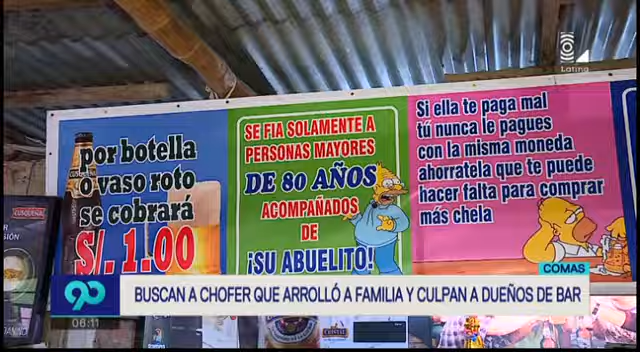 Latina
por botella
o vaso roto
se cobrará
S/. 1.00
SE FIA SOLAMENTE A
PERSONAS MAYORES
DE 80 AÑOS
ACOMPAÑADOS
DE
¡SU ABUELITO!
Si ella te paga mal
tú nunca le pagues
con la misma moneda
ahorratela que te puede
hacer falta para comprar
más chela
CUSQUEÑA
COMAS
90
BUSCAN A CHOFER QUE ARROLLÓ A FAMILIA Y CULPAN A DUEÑOS DE BAR
06:11
CRISTAL